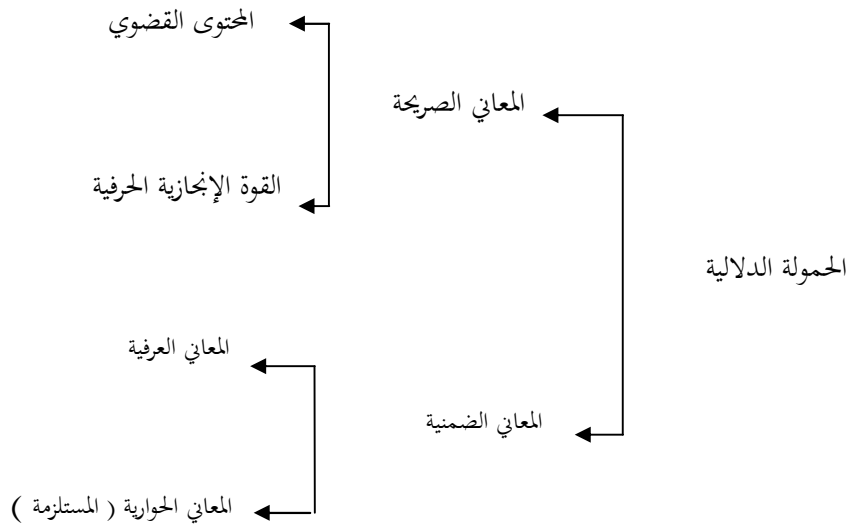 المحتوى القضوي
المعاني الصريحة
القوة الإنجازية الحرفية
الحمولة الدلالية
المعاني العرفية
المعاني الضمنية
المعاني الحوارية ( المستلزمة )